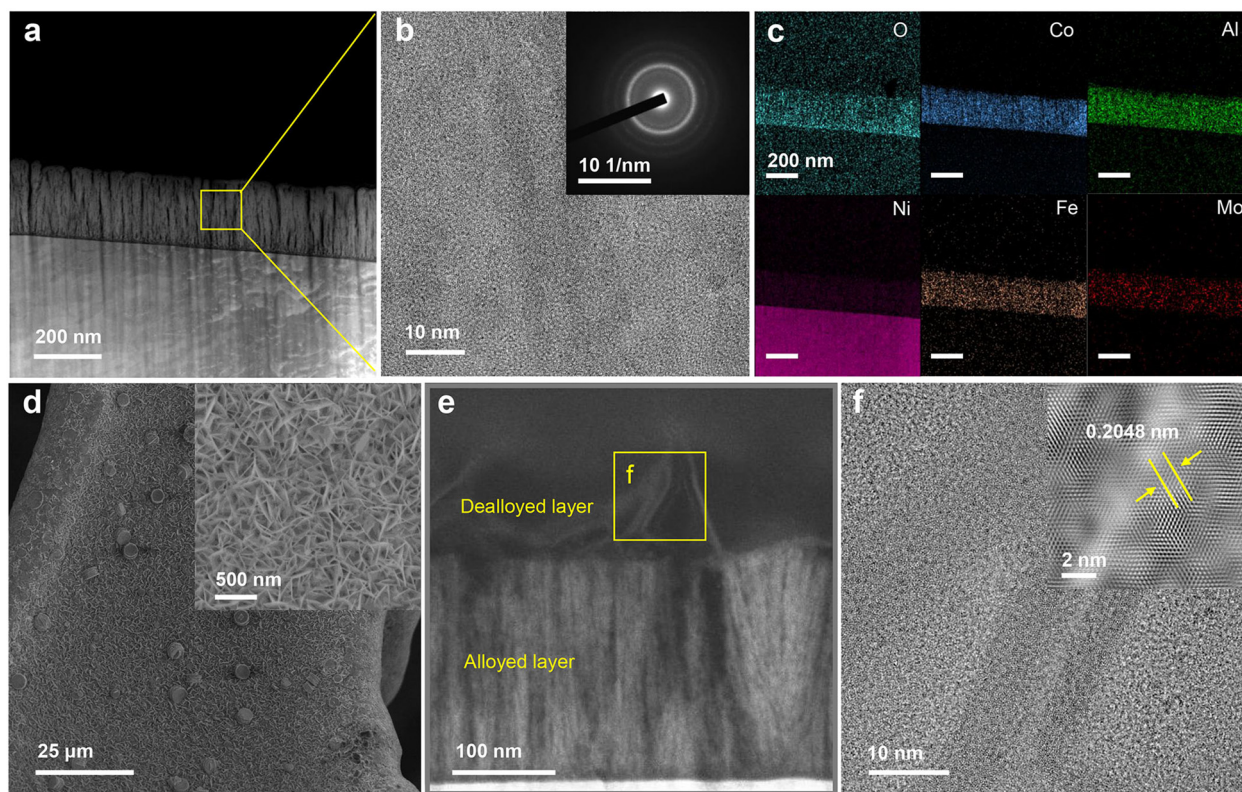 a
200 nm
b
10 1/nm
10 nm
c
O
Co
Al
200 nm
Ni
Fe
Mo
d
500 nm
25 µm
e
f
Dealloyed layer
Alloyed layer
100 nm
f
0.2048 nm
2 nm
10 nm